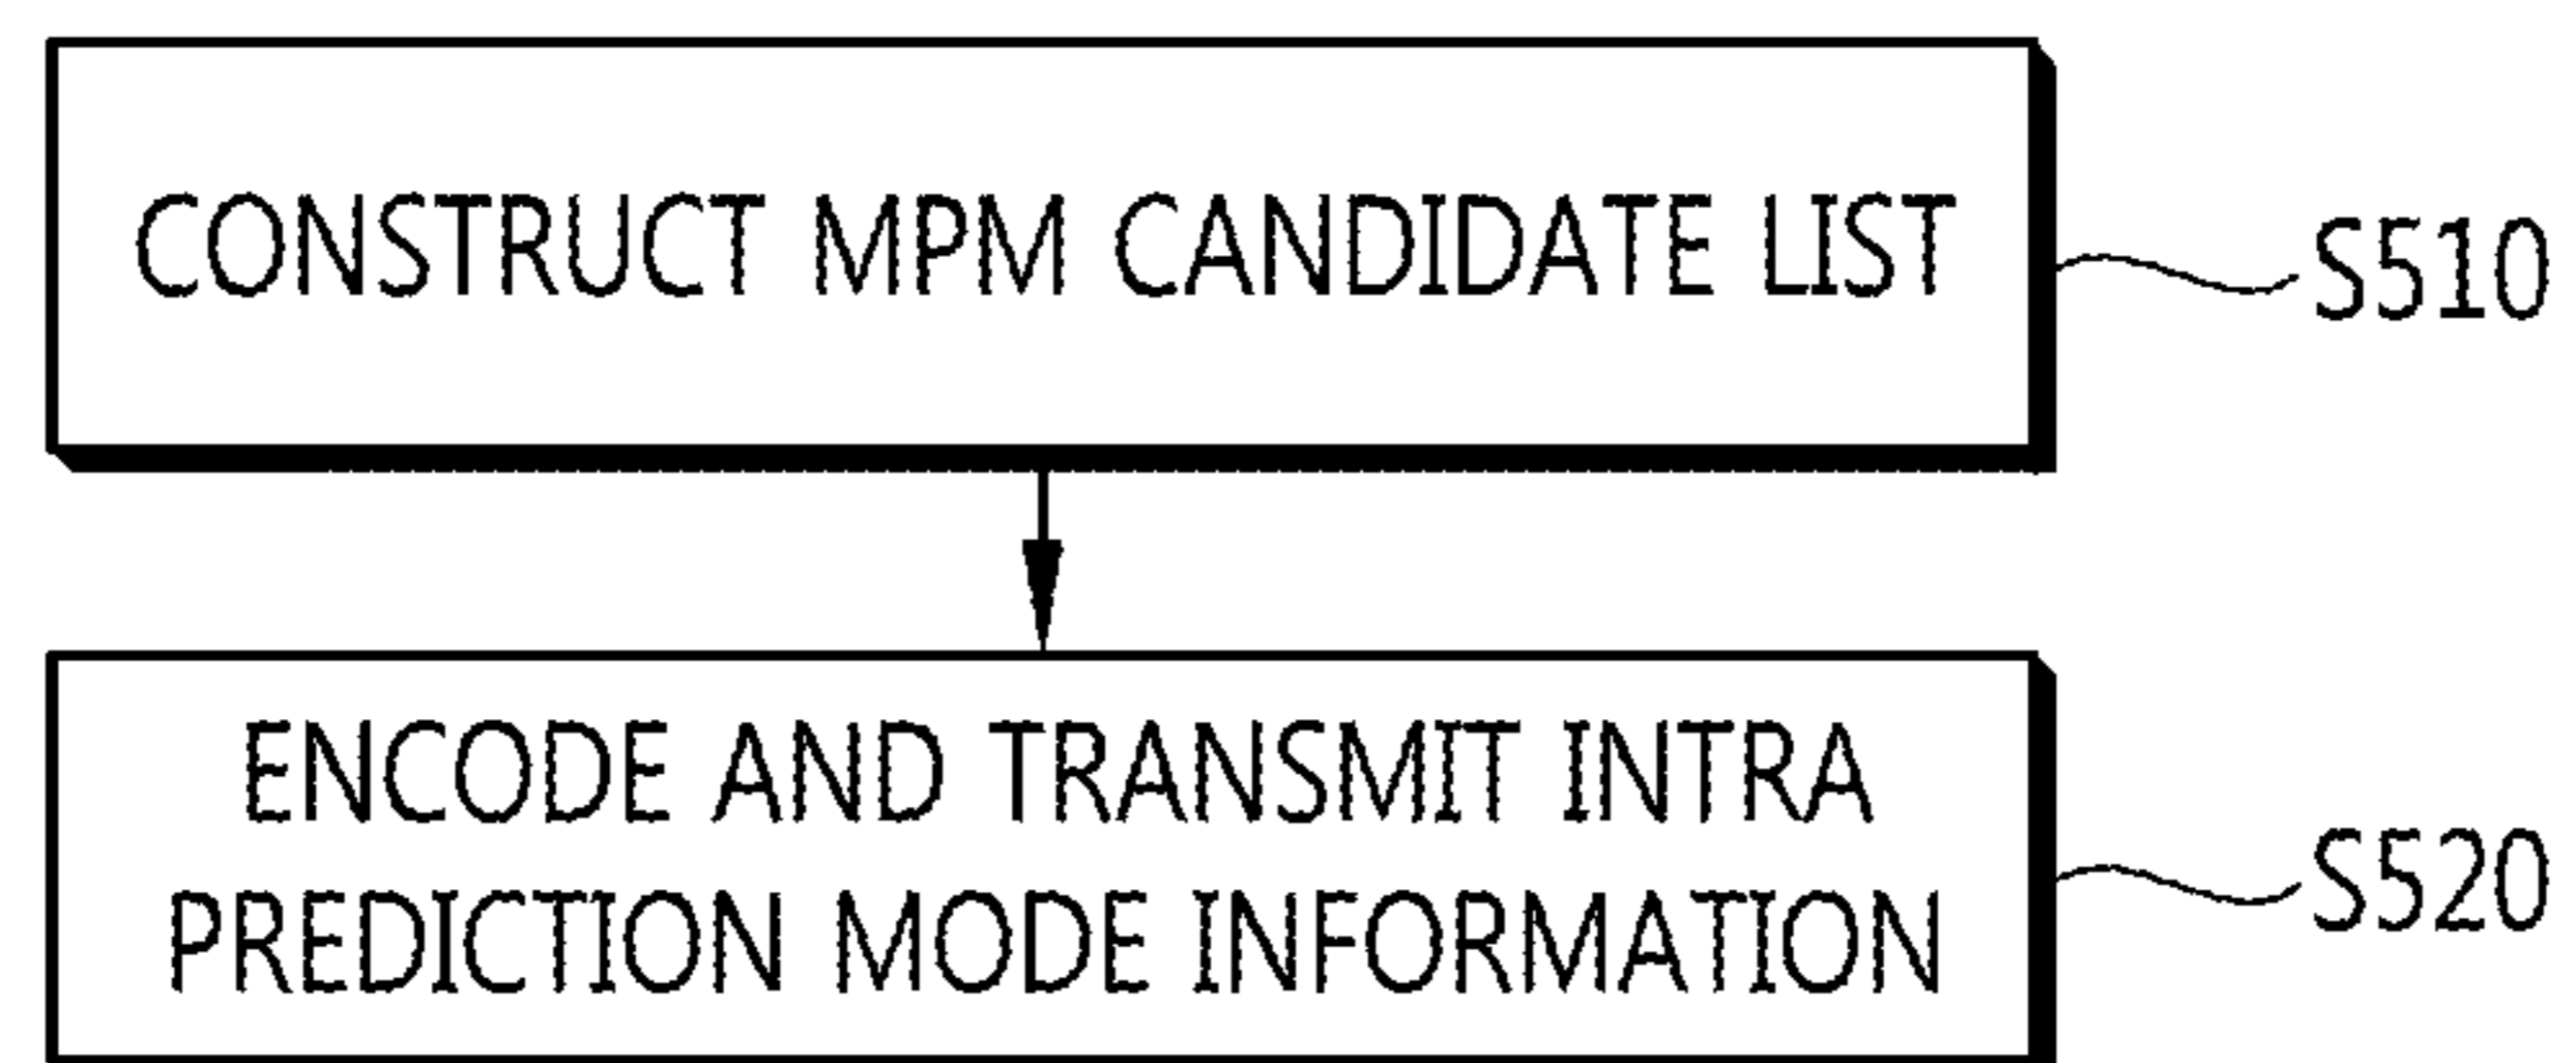 CONSTRUCT MPM CANDIDATE LIST
S510
ENCODE AND TRANSMIT INTRA
PREDICTION MODE INFORMATION
S520